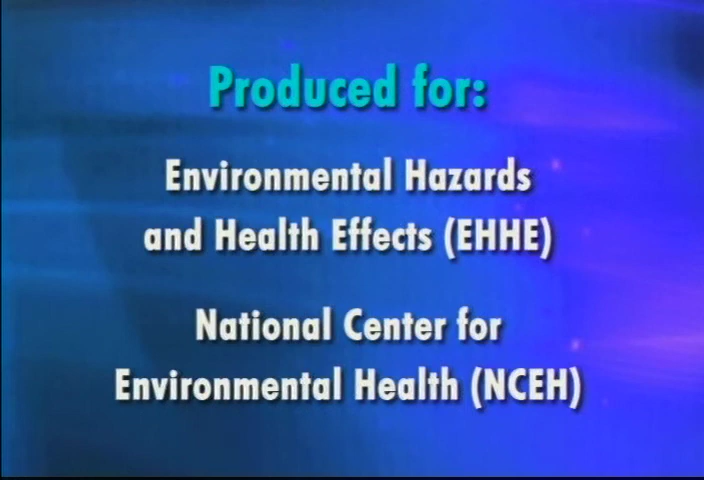 Produced for:
Environmental Hazards
and Health Effects (EHHE)
National Center for
Environmental Health (NCEH)